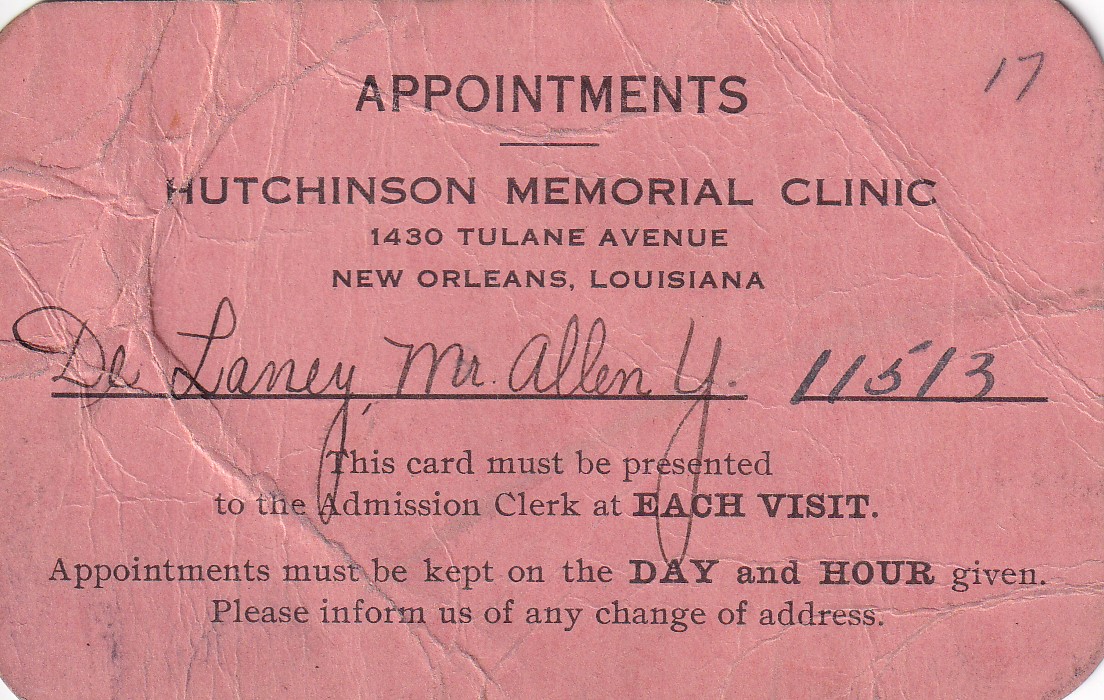 17
APPOINTMENTS
HUTCHINSON MEMORIAL CLINIC
1430 TULANE AVENUE
NEW ORLEANS, LOUISIANA
De Laney, Mr. Allen Y. 11513
This card must be presented
to the Admission Clerk at EACH VISIT.
Appointments must be kept on the DAY and HOUR given.
Please inform us of any change of address.